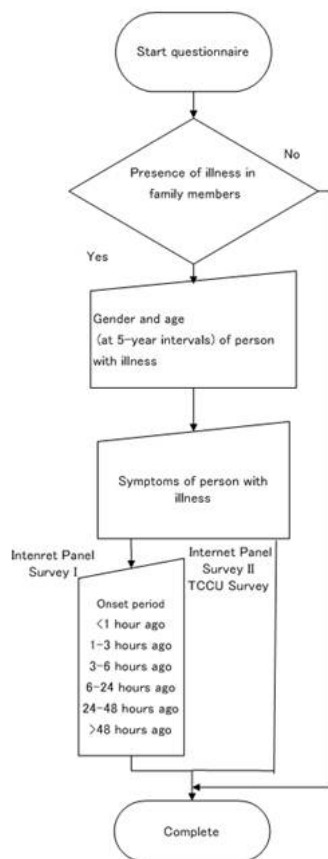 Start questionnaire
No
Presence of illness in
family members
Yes
Gender and age
(at 5-year intervals) of person
with illness
Symptoms of person with
illness
Intenret Panel
Survey I
Internet Panel
Survey II
TCCU Survey
Onset period
<1 hour ago
1-3 hours ago
3-6 hours ago
6-24 hours ago
24-48 hours ago
>48 hours ago
Complete